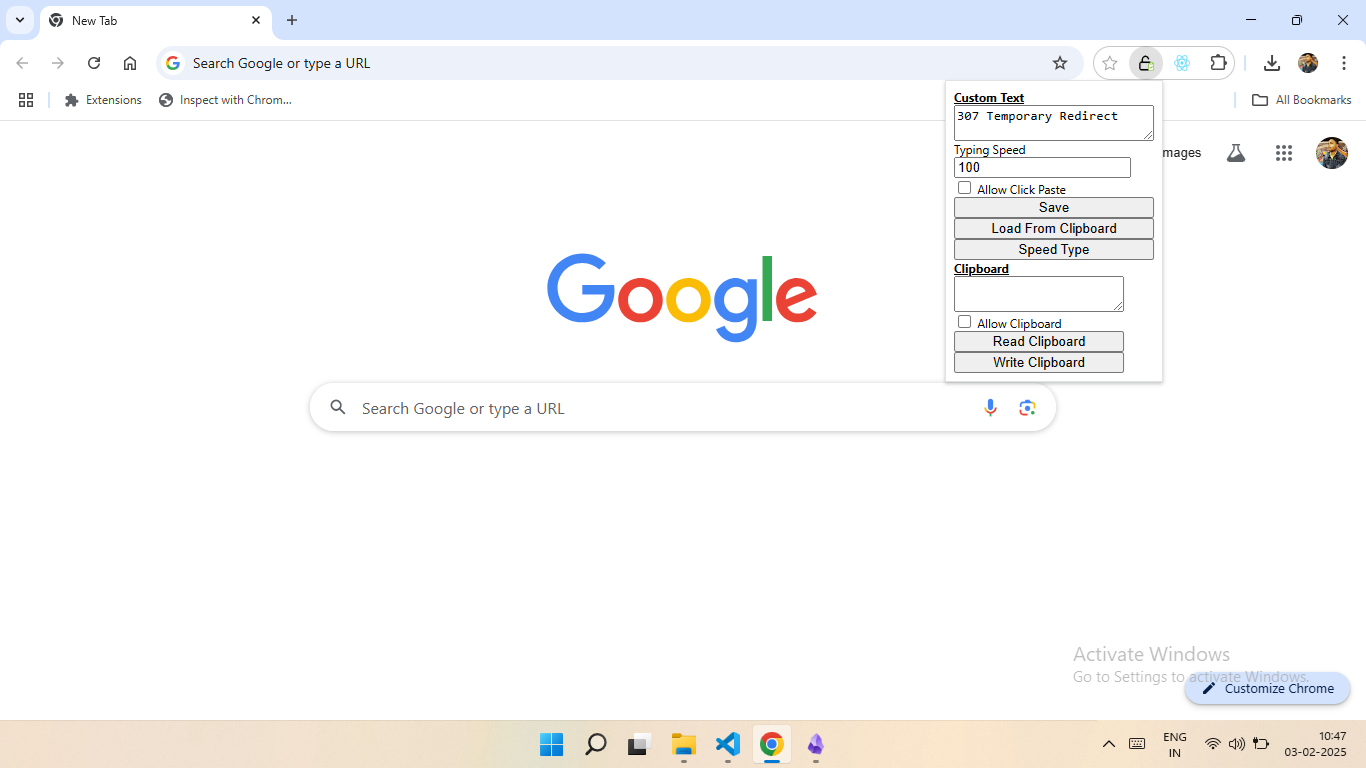 New Tab
Search Google or type a URL
Extensions
Inspect with Chrom...
All Bookmarks
Custom Text
307 Temporary Redirect
Typing Speed
100
Allow Click Paste
Save
Load From Clipboard
Speed Type
Clipboard
Allow Clipboard
Read Clipboard
Write Clipboard
mages
Google
Search Google or type a URL
Activate Windows
Go to Settings to activate Windows.
Customize Chrome
ENG
IN
10:47
03-02-2025